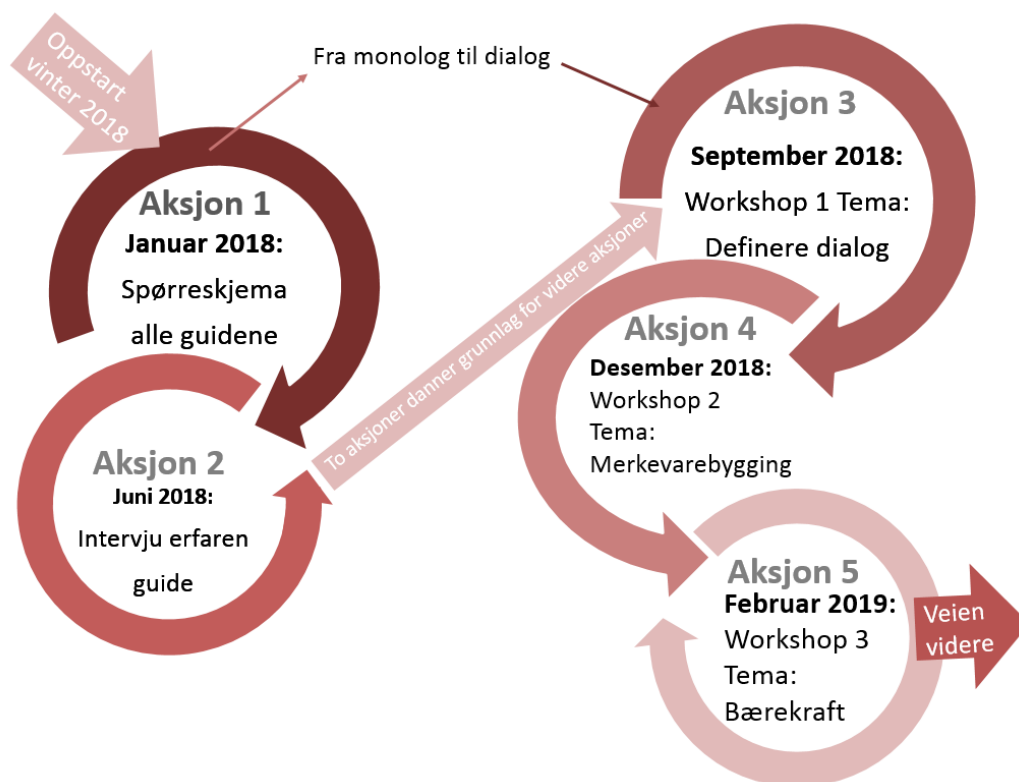 Oppstart
vinter 2018
Fra monolog til dialog
Aksjon 1
Januar 2018:
Spørreskjema
alle guidene
Aksjon 2
Juni 2018:
Intervju erfaren
guide
To aksjoner danner grunnlag for videre aksjoner
Aksjon 3
September 2018:
Workshop 1 Tema:
Definere dialog
Aksjon 4
Desember 2018:
Workshop 2
Tema:
Merkevarebygging
Aksjon 5
Februar 2019:
Workshop 3
Tema:
Bærekraft
Veien
videre